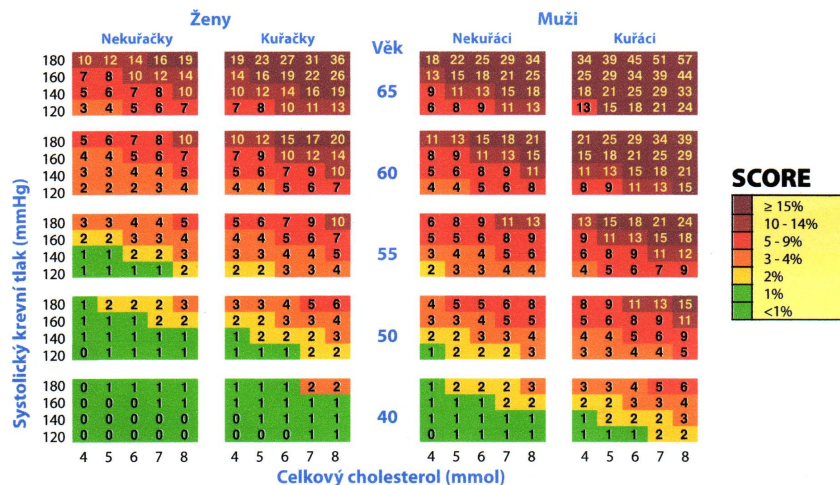 Ženy
Muži
Nekuřačky Kuřačky Věk Nekuřáci Kuřáci
180 10 12 14 16 19 19 23 27 31 36 18 22 25 29 34 34 39 45 51 57
160 7 8 10 12 14 14 16 19 22 26 13 15 18 21 25 25 29 34 39 44
65
140 5 6 7 8 10 10 12 14 16 19 9 11 13 15 18 18 21 25 29 33
120 3 4 5 6 7 7 8 10 11 13 6 8 9 11 13 13 15 18 21 24
180 5 6 7 8 10 10 12 15 17 20 11 13 15 18 21 21 25 29 34 39
160 4 4 5 6 7 7 9 10 12 14 8 9 11 13 15 15 18 21 25 29
60
140 3 3 4 4 5 5 6 7 9 10 5 6 8 9 11 11 13 15 18 21
120 2 2 2 3 4 4 4 5 6 7 4 4 5 6 8 8 9 11 13 15
180 3 3 4 4 5 5 6 7 9 10 6 8 9 11 13 13 15 18 21 24
160 2 2 3 3 4 4 4 5 6 7 5 5 6 8 9 9 11 13 15 18
55
140 1 1 2 2 3 3 3 4 4 5 3 4 4 5 6 6 8 9 11 12
120 1 1 1 1 2 2 2 3 3 4 2 3 3 4 4 4 5 6 7 9
180 1 2 2 2 3 3 3 4 5 6 4 5 5 6 8 8 9 11 13 15
160 1 1 1 2 2 2 2 3 3 4 3 3 4 5 5 5 6 8 9 11
50
140 1 1 1 1 1 1 2 2 2 3 2 2 3 3 4 4 4 5 6 9
120 0 1 1 1 1 1 1 1 2 2 1 2 2 2 3 3 3 4 4 5
180 0 1 1 1 1 1 1 1 2 2 1 2 2 2 3 3 3 4 5 6
160 0 0 1 1 1 1 1 1 1 1 1 1 1 2 2 2 2 3 3 4
40
140 0 0 0 0 0 0 1 1 1 1 0 1 1 1 1 1 2 2 2 3
120 0 0 0 0 0 0 0 1 1 1 0 1 1 1 1 1 1 1 2 2
4 5 6 7 8 4 5 6 7 8 4 5 6 7 8 4 5 6 7 8
Systolický krevní tlak (mmHg)
Celkový cholesterol (mmol)
SCORE
≥ 15%
10 - 14%
5 - 9%
3 - 4%
2%
1%
<1%